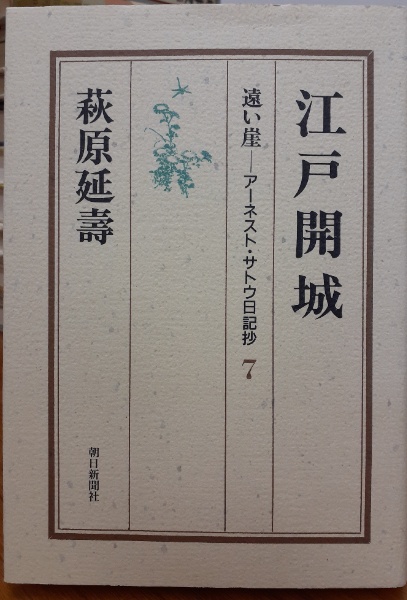 江戸開城
遠い崖―アーネスト・サトウ日記抄 7
萩原延壽
朝日新聞社